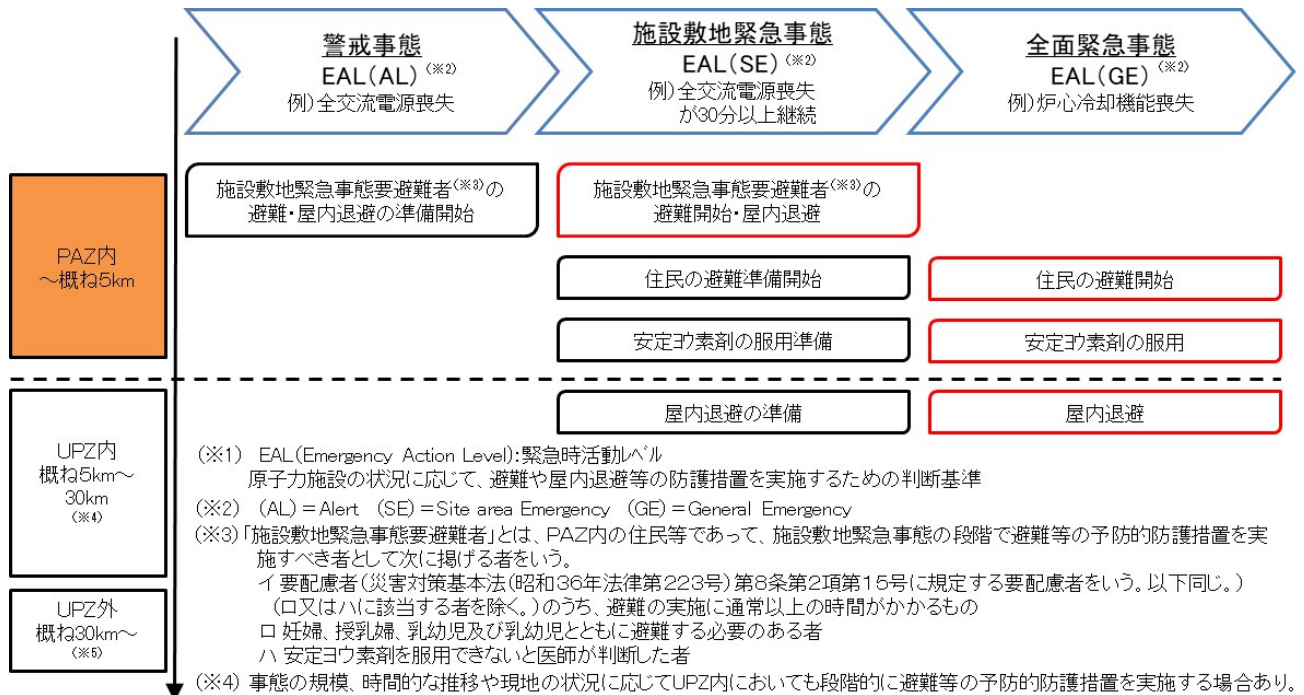 警戒事態
EAL(AL) (※2)
例)全交流電源喪失
施設敷地緊急事態
EAL(SE) (※2)
例)全交流電源喪失
が30分以上継続
全面緊急事態
EAL(GE) (※2)
例)炉心冷却機能喪失
PAZ内
～概ね5km
施設敷地緊急事態要避難者(※3)の
避難・屋内退避の準備開始
施設敷地緊急事態要避難者(※3)の
避難開始・屋内退避
住民の避難準備開始
住民の避難開始
安定ヨウ素剤の服用準備
安定ヨウ素剤の服用
屋内退避の準備
屋内退避
UPZ内
概ね5km～
30km
(※4)
UPZ外
概ね30km～
(※5)
(※1) EAL(Emergency Action Level):緊急時活動レベル
原子力施設の状況に応じて、避難や屋内退避等の防護措置を実施するための判断基準
(※2) (AL)=Alert (SE)=Site area Emergency (GE)=General Emergency
(※3)「施設敷地緊急事態要避難者」とは、PAZ内の住民等であって、施設敷地緊急事態の段階で避難等の予防的防護措置を実
施すべき者として次に掲げる者をいう。
イ 要配慮者(災害対策基本法(昭和36年法律第223号)第8条第2項第15号に規定する要配慮者をいう。以下同じ。)
(ロ又はハに該当する者を除く。)のうち、避難の実施に通常以上の時間がかかるもの
ロ 妊婦、授乳婦、乳幼児及び乳幼児とともに避難する必要のある者
ハ 安定ヨウ素剤を服用できないと医師が判断した者
(※4) 事態の規模、時間的な推移や現地の状況に応じてUPZ内においても段階的に避難等の予防的防護措置を実施する場合あり。